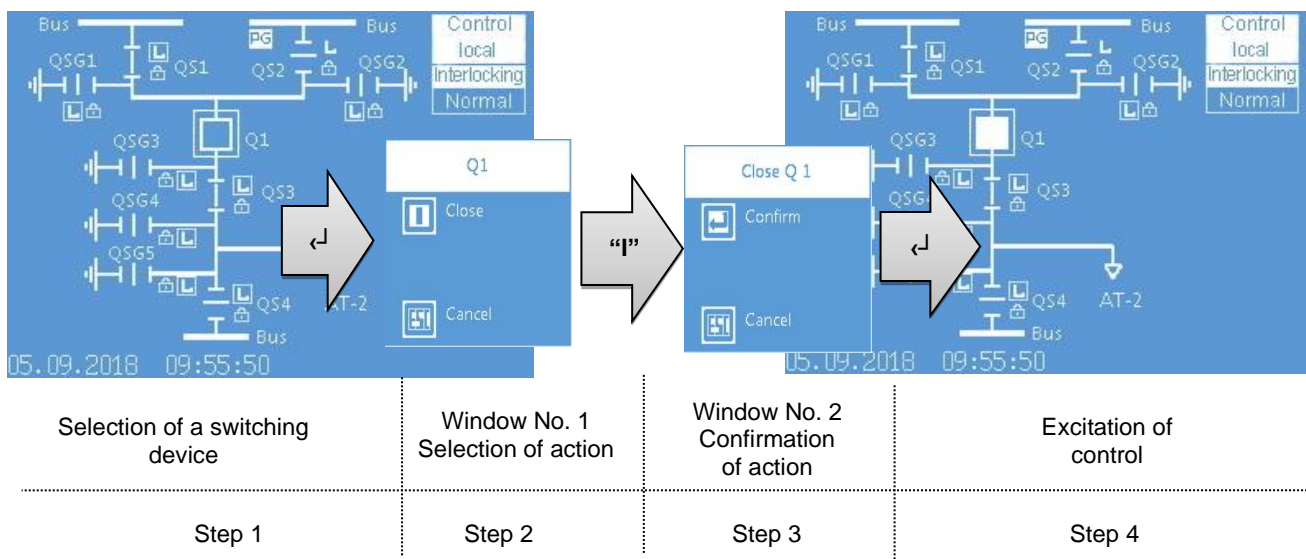 Bus
PG
Bus
Control
local
Interlocking
Normal
QSG1
L
QS1
QS2
L
QSG2
L
L
Q1
QSG3
L
L
QS3
QSG4
L
QSG5
L
L
QS4
AT-2
Bus
05.09.2018 09:55:50
↵
Q1
Close
Cancel
“I”
Close Q 1
Confirm
Cancel
↵
Bus
PG
Bus
Control
local
Interlocking
Normal
QSG1
L
QS1
QS2
L
QSG2
L
L
Q1
QSG3
L
L
QS3
QSG4
L
QS4
AT-2
Bus
05.09.2018 09:55:50
Selection of a switching
device
Window No. 1
Selection of action
Window No. 2
Confirmation
of action
Excitation of
control
Step 1
Step 2
Step 3
Step 4